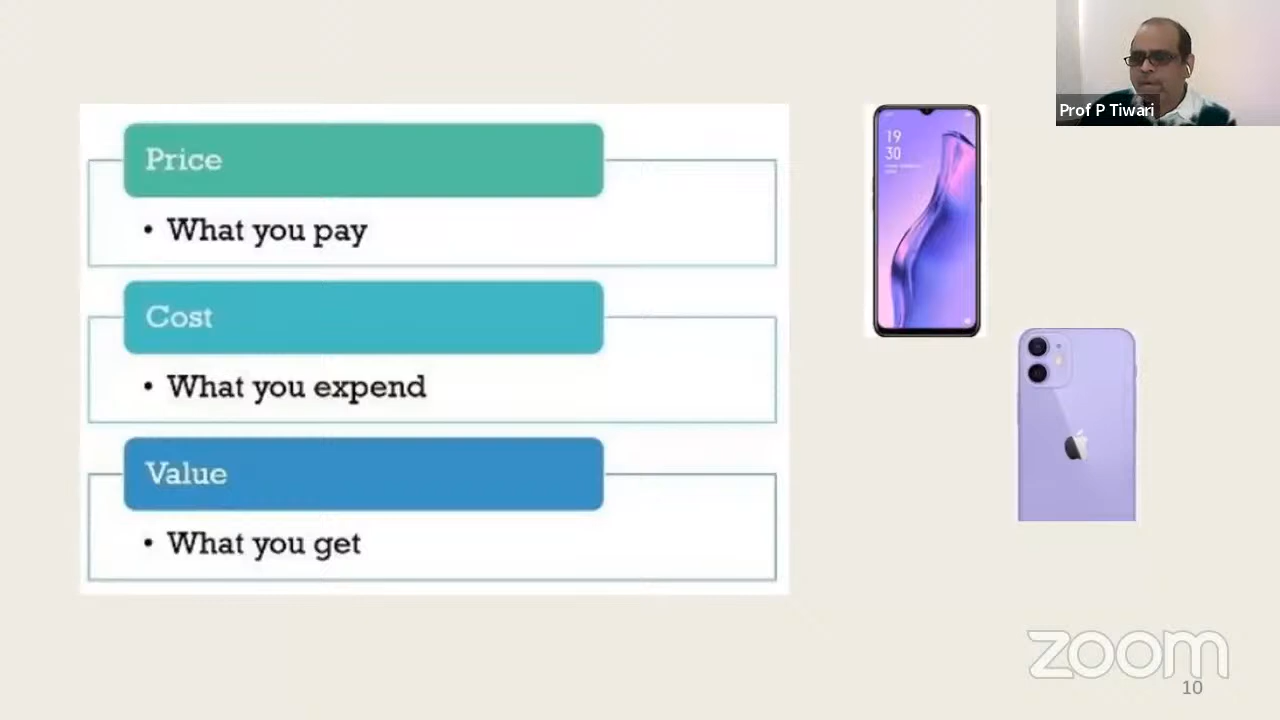 Price
• What you pay
Cost
• What you expend
Value
• What you get
19
30
Prof P Tiwari
zoom
10